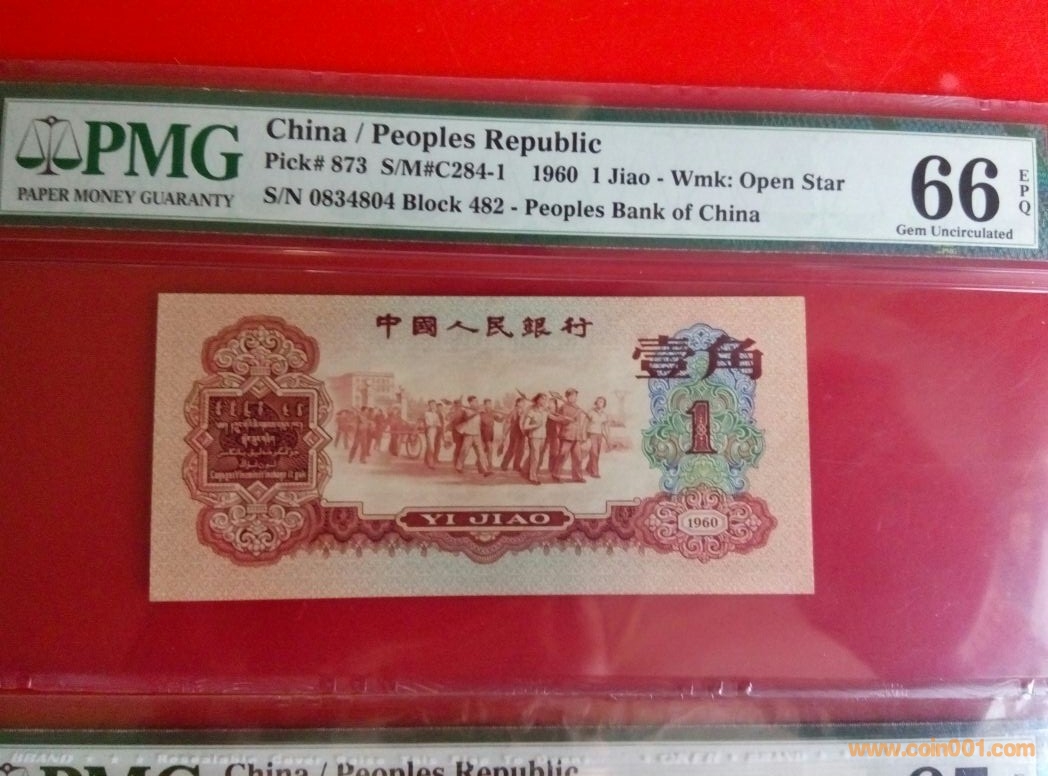 PMG
PAPER MONEY GUARANTY
China / Peoples Republic
Pick# 873 S/M#C284-1 1960 1 Jiao - Wmk: Open Star
S/N 0834804 Block 482 - Peoples Bank of China
66
EPQ
Gem Uncirculated
中國人民銀行
壹角
1
YI JIAO
1960
PMG
China / Peoples Republic
www.coin001.com